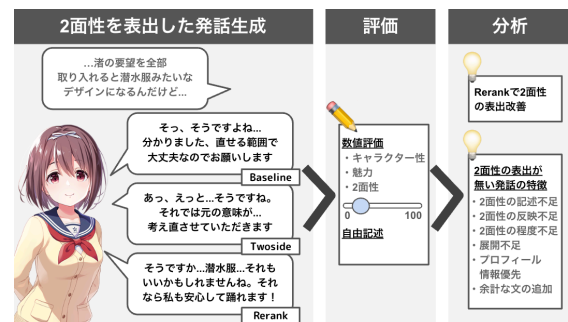 2面性を表出した発話生成
...渚の要望を全部
取り入れると潜水服みたいな
デザインになるんだけど...
そっ、そうですよね...
分かりました、直せる範囲で
大丈夫なのでお願いします
Baseline
あっ、えっと...そうですね。
それでは元の意味が...
考え直させていただきます
Twoside
そうですか...潜水服...それも
いいかもしれませんね。それ
なら私も安心して踊れます！
Rerank
評価
数値評価
・キャラクター性
・魅力
・2面性
0 100
自由記述
分析
Rerankで2面性
の表出改善
2面性の表出が
無い発話の特徴
・2面性の記述不足
・2面性の反映不足
・2面性の程度不足
・展開不足
・プロフィール
情報優先
・余計な文の追加